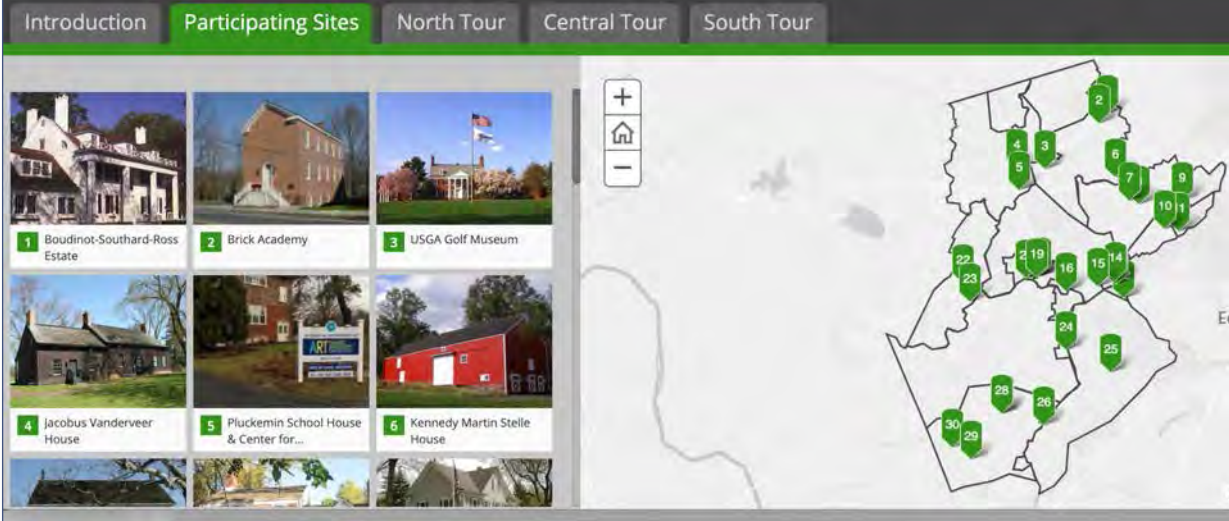 Introduction
Participating Sites
North Tour
Central Tour
South Tour
1 Boudinot-Southard-Ross
Estate
2 Brick Academy
3 USGA Golf Museum
4 Jacobus Vanderveer
House
5 Pluckemin School House
& Center for...
6 Kennedy Martin Stelle
House
ART
+
−
2
4
3
5
6
7
9
10
22
23
19
16
15
14
24
25
28
26
30
29